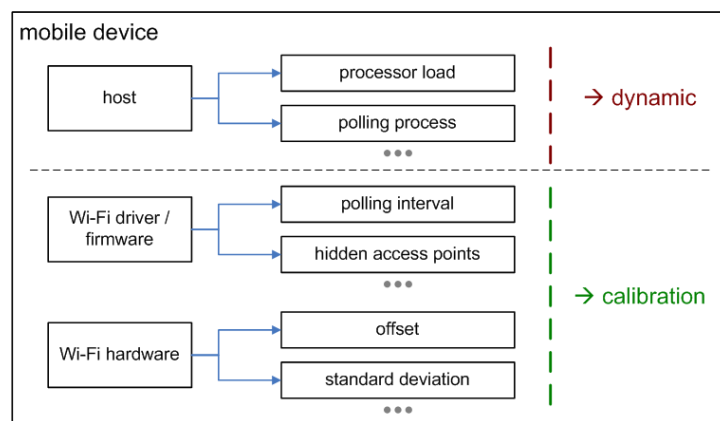 mobile device
host
processor load
polling process
•••
→ dynamic
Wi-Fi driver /
firmware
polling interval
hidden access points
•••
→ calibration
Wi-Fi hardware
offset
standard deviation
•••